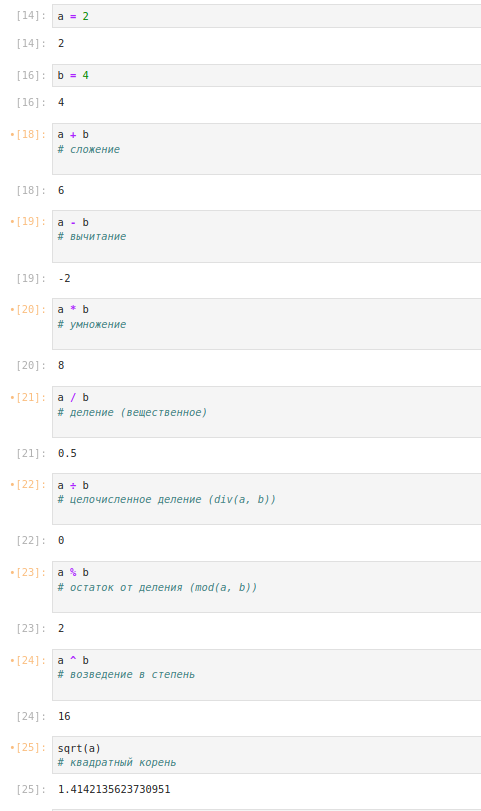 [14]: a = 2
[14]: 2
[16]: b = 4
[16]: 4
•[18]: a + b
# сложение
[18]: 6
•[19]: a - b
# вычитание
[19]: -2
•[20]: a * b
# умножение
[20]: 8
•[21]: a / b
# деление (вещественное)
[21]: 0.5
•[22]: a ÷ b
# целочисленное деление (div(a, b))
[22]: 0
•[23]: a % b
# остаток от деления (mod(a, b))
[23]: 2
•[24]: a ^ b
# возведение в степень
[24]: 16
•[25]: sqrt(a)
# квадратный корень
[25]: 1.4142135623730951